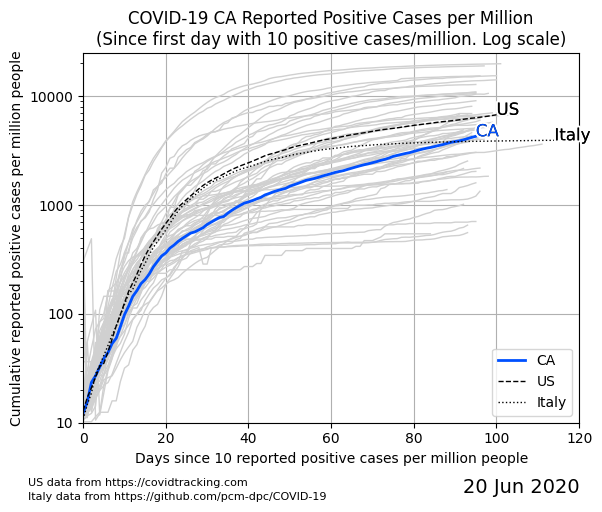 COVID-19 CA Reported Positive Cases per Million
(Since first day with 10 positive cases/million. Log scale)
Cumulative reported positive cases per million people
10000
1000
100
10
US
CA
Italy
CA
US
Italy
0 20 40 60 80 100 120
Days since 10 reported positive cases per million people
US data from https://covidtracking.com
Italy data from https://github.com/pcm-dpc/COVID-19
20 Jun 2020